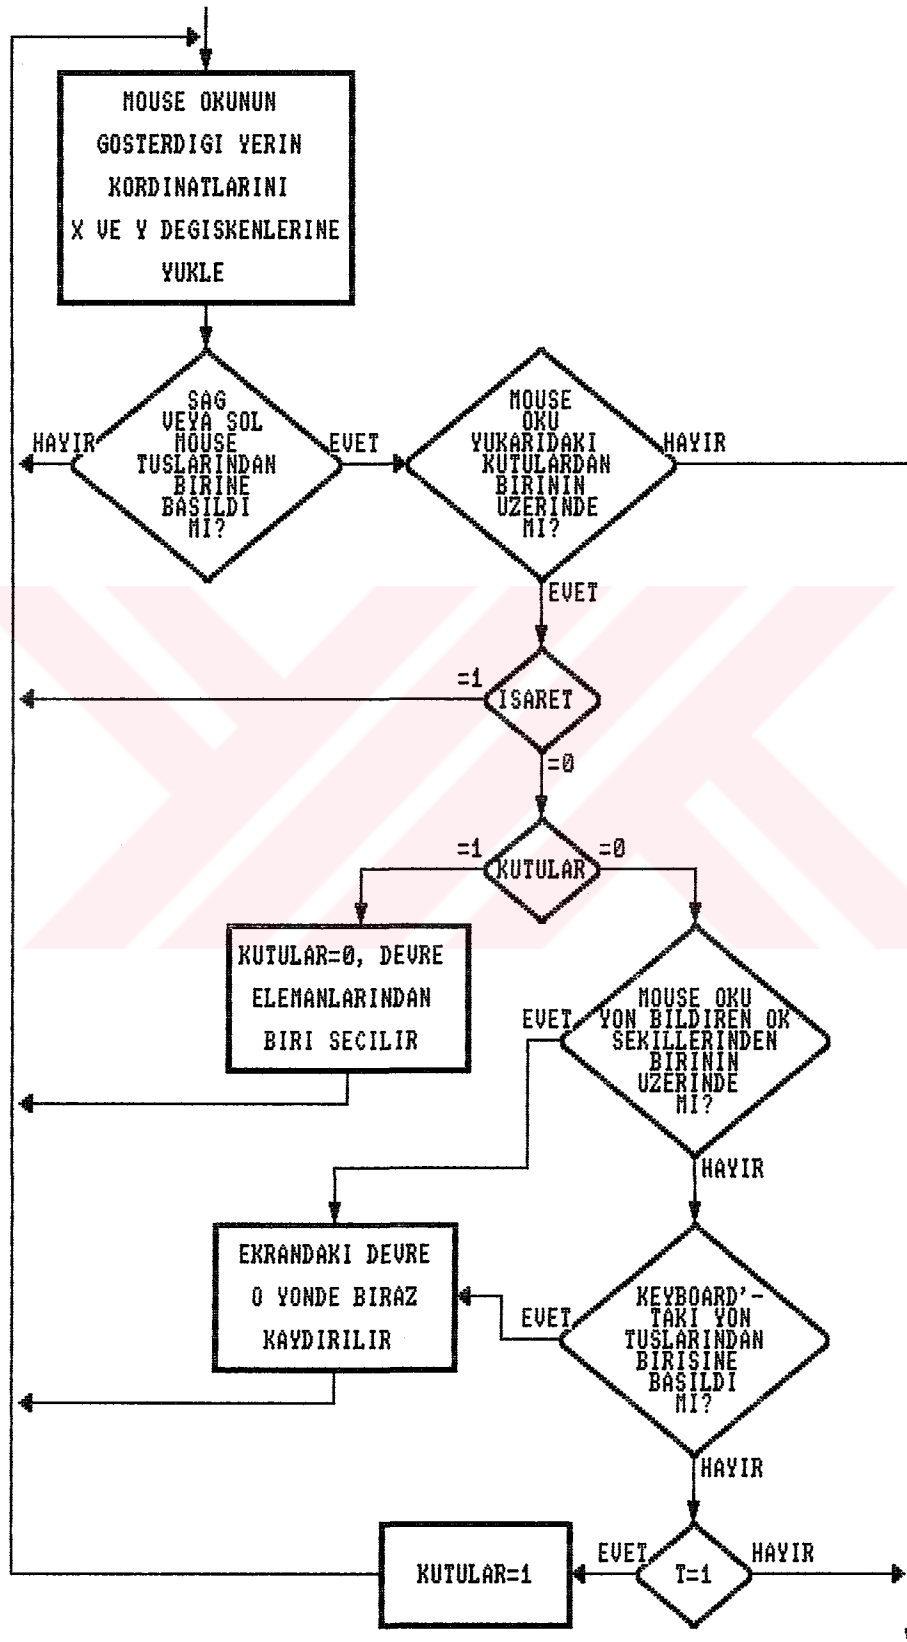 MOUSE OKUNUN
GOSTERDIGI YERIN
KORDINATLARINI
X VE Y DEGISKENLERINE
YUKLE
SAG
VEYA SOL
MOUSE
TUSLARINDAN
BIRINE
BASILDI
MI?
HAYIR
EVET
MOUSE
OKU
YUKARIDAKI
KUTULARDAN
BIRININ
UZERINDE
MI?
HAYIR
EVET
=1
ISARET
=0
=1
KUTULAR
=0
KUTULAR=0, DEVRE
ELEMANLARINDAN
BIRI SECILIR
EVET
MOUSE OKU
YON BILDIREN OK
SEKILLERINDEN
BIRININ
UZERINDE
MI?
HAYIR
EKRANDAKI DEVRE
O YONDE BIRAZ
KAYDIRILIR
EVET
KEYBOARD'-
TAKI YON
TUSLARINDAN
BIRISINE
BASILDI
MI?
HAYIR
KUTULAR=1
EVET
T=1
HAYIR